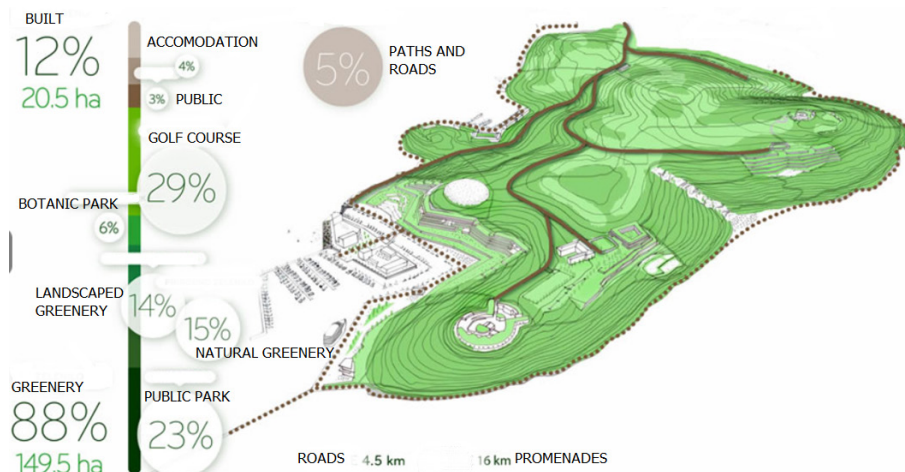 BUILT
12%
20.5 ha
ACCOMODATION
4%
3% PUBLIC
5%
PATHS AND
ROADS
GOLF COURSE
29%
BOTANIC PARK
6%
LANDSCAPED
GREENERY
14%
15%
NATURAL GREENERY
GREENERY
88%
149.5 ha
PUBLIC PARK
23%
ROADS 4.5 km
16 km PROMENADES